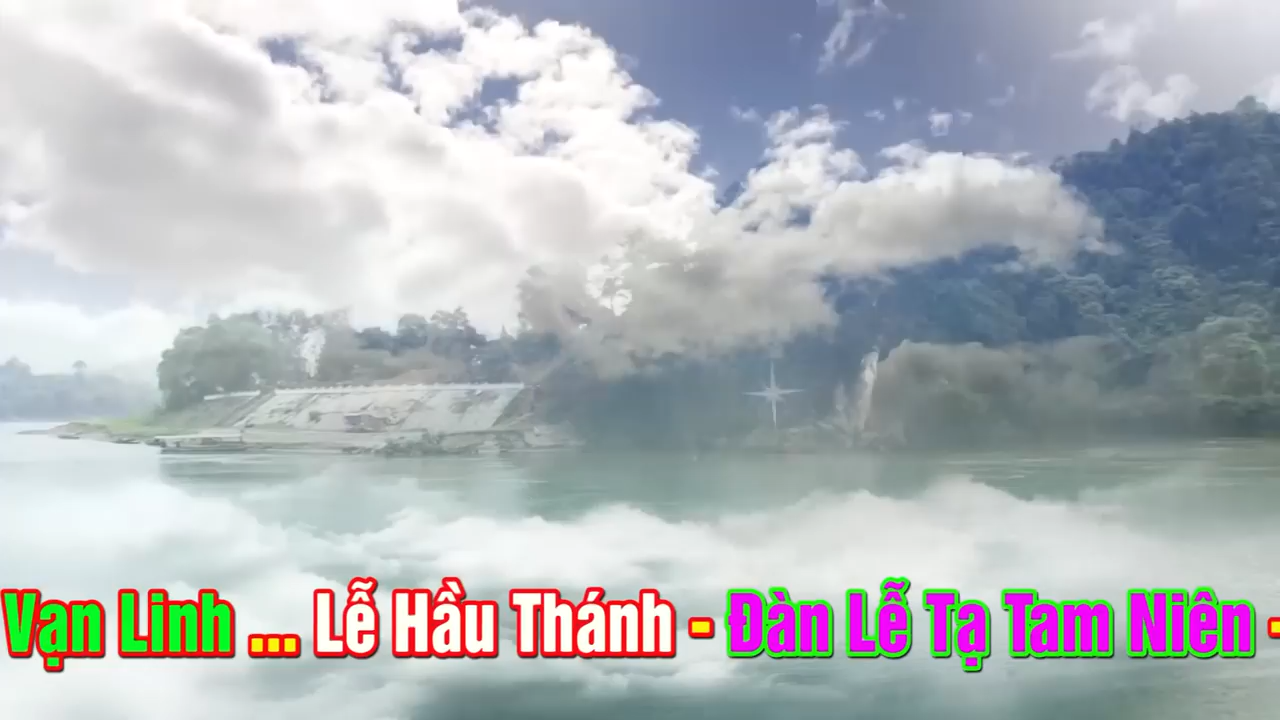 Vạn Linh ... Lễ Hầu Thánh - Đàn Lễ Tạ Tam Niên -